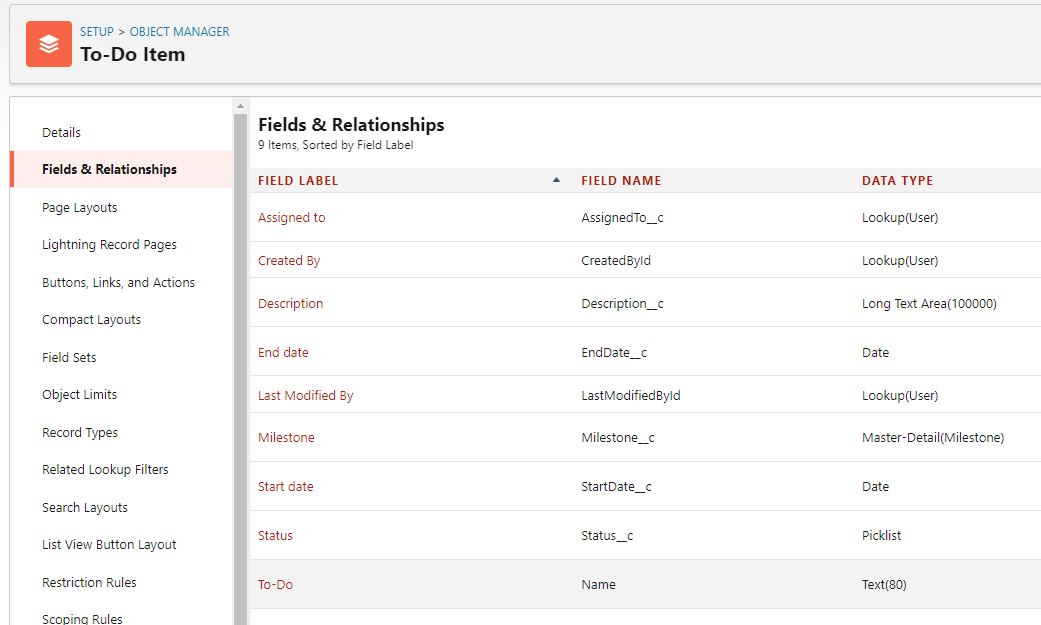 SETUP > OBJECT MANAGER
To-Do Item
Details
Fields & Relationships
Page Layouts
Lightning Record Pages
Buttons, Links, and Actions
Compact Layouts
Field Sets
Object Limits
Record Types
Related Lookup Filters
Search Layouts
List View Button Layout
Restriction Rules
Scoping Rules
Fields & Relationships
9 Items, Sorted by Field Label
FIELD LABEL FIELD NAME DATA TYPE
Assigned to AssignedTo__c Lookup(User)
Created By CreatedById Lookup(User)
Description Description__c Long Text Area(100000)
End date EndDate__c Date
Last Modified By LastModifiedById Lookup(User)
Milestone Milestone__c Master-Detail(Milestone)
Start date StartDate__c Date
Status Status__c Picklist
To-Do Name Text(80)